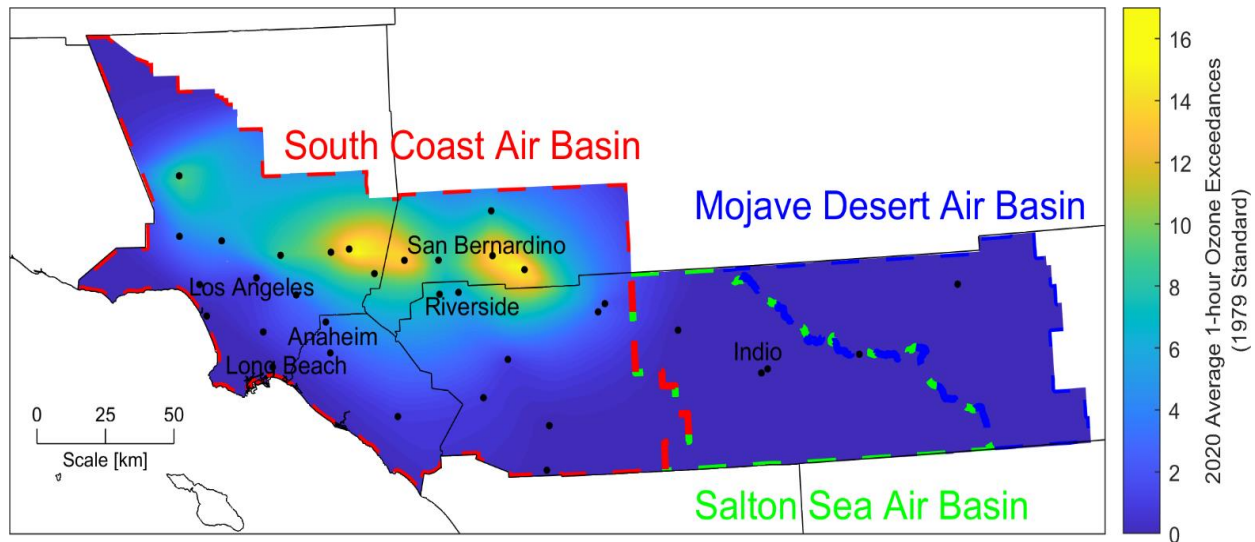 South Coast Air Basin
Mojave Desert Air Basin
San Bernardino
Los Angeles
Riverside
Anaheim
Long Beach
Indio
0 25 50
Scale [km]
Salton Sea Air Basin
16
14
12
10
8
6
4
2
0
2020 Average 1-hour Ozone Exceedances
(1979 Standard)